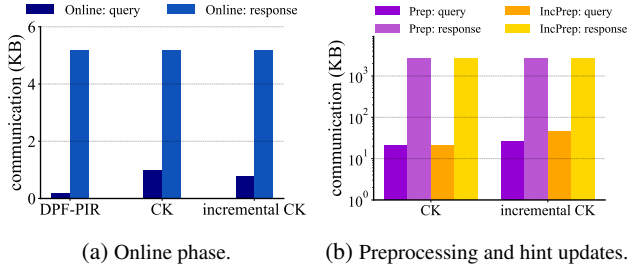 Online: query Online: response
communication (KB)
6
4
2
0
DPF-PIR CK incremental CK
(a) Online phase.
Prep: query IncPrep: query
Prep: response IncPrep: response
communication (KB)
10³
10²
10¹
10⁰
CK incremental CK
(b) Preprocessing and hint updates.